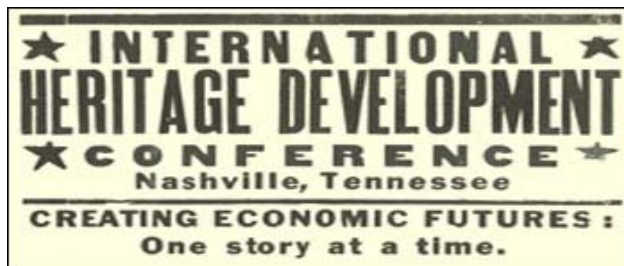 INTERNATIONAL
HERITAGE DEVELOPMENT
CONFERENCE
Nashville, Tennessee
CREATING ECONOMIC FUTURES :
One story at a time.